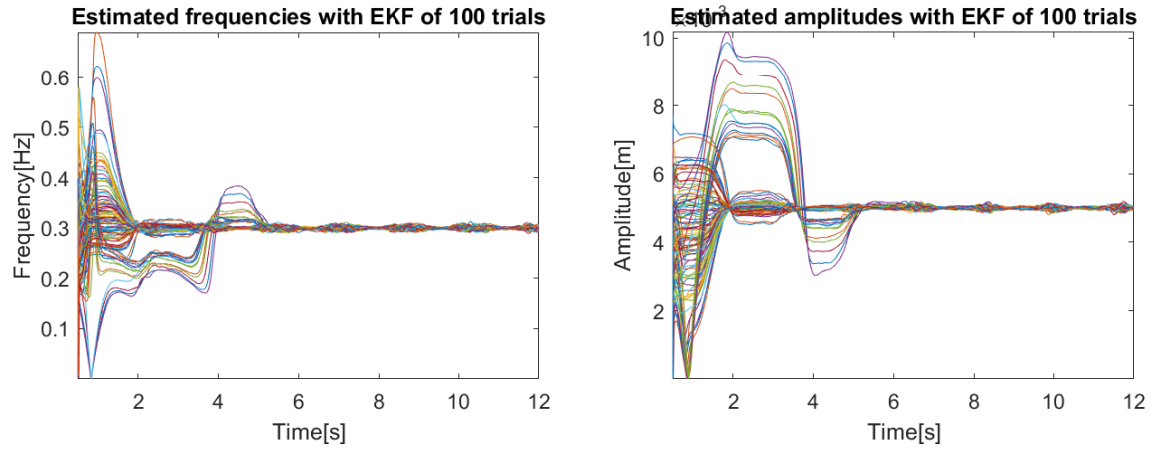 Estimated frequencies with EKF of 100 trials
0.6
0.5
0.4
0.3
0.2
0.1
Frequency[Hz]
2 4 6 8 10 12
Time[s]
Estimated amplitudes with EKF of 100 trials
× 10⁻³
10
8
6
4
2
Amplitude[m]
2 4 6 8 10 12
Time[s]